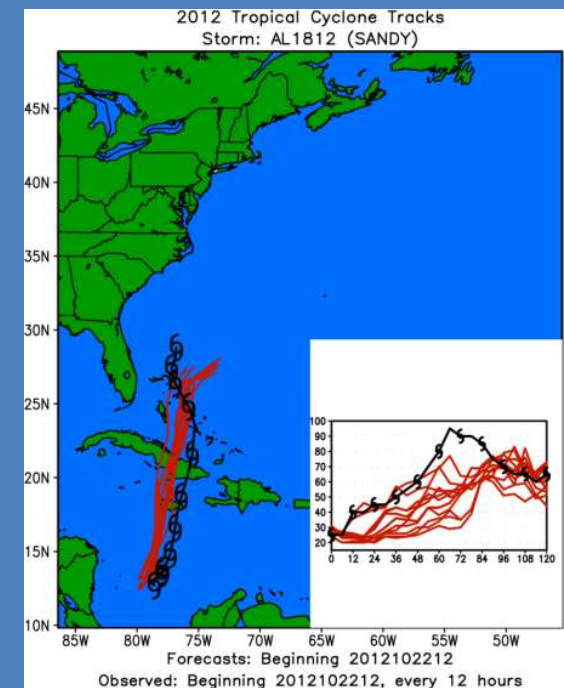 2012 Tropical Cyclone Tracks
Storm: AL1812 (SANDY)
45N
40N
35N
30N
25N
20N
15N
10N
100
90
80
70
60
50
40
30
20
0 12 24 36 48 60 72 84 96 108 120
85W 80W 75W 70W 65W 60W 55W 50W
Forecasts: Beginning 2012102212
Observed: Beginning 2012102212, every 12 hours